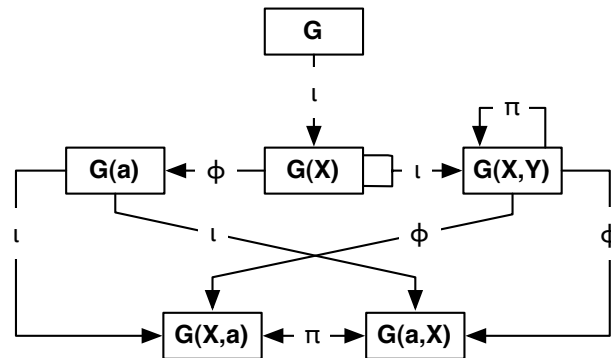 G
ι
π
G(a) ϕ G(X) ι G(X,Y)
ι ι ϕ ϕ
G(X,a) π G(a,X)